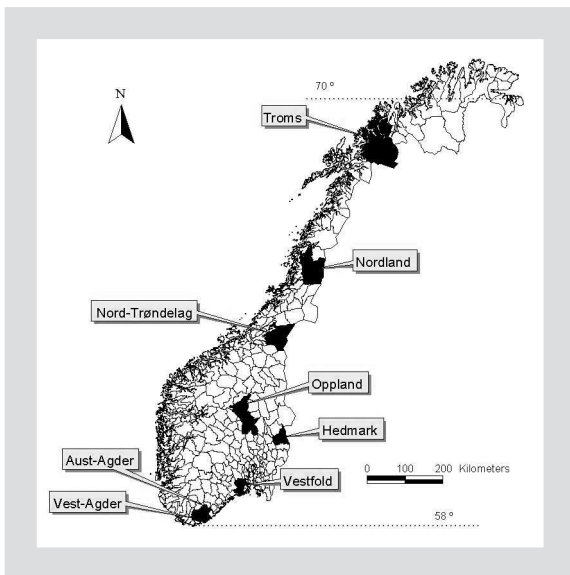 70 º
N
Troms
Nordland
Nord-Trøndelag
Oppland
Hedmark
Aust-Agder
0 100 200 Kilometers
Vestfold
Vest-Agder
58 º